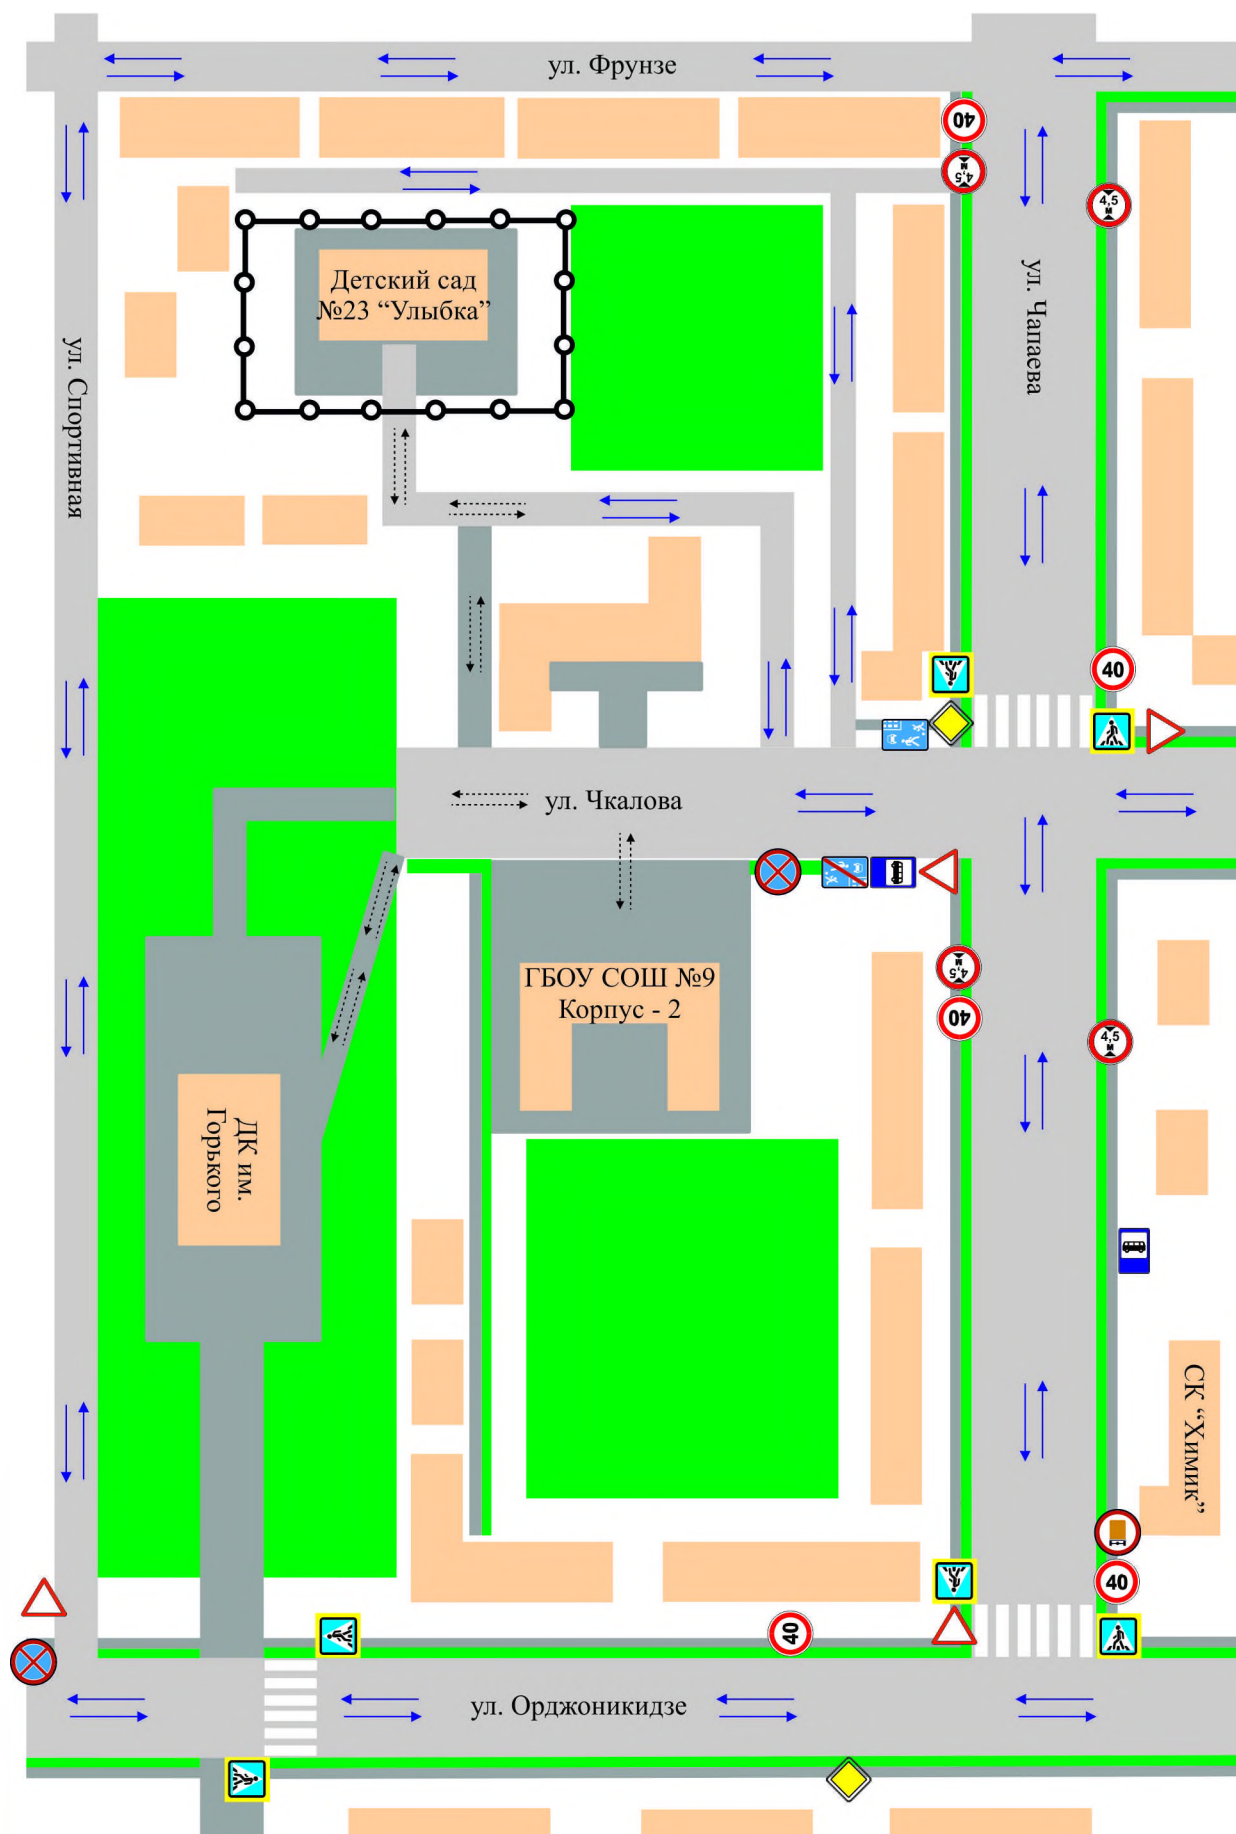 ул. Фрунзе
40
4,5
м
4,5
м
ул. Чапаева
Детский сад
№23 “Улыбка”
ул. Спортивная
40
ул. Чкалова
4,5
м
ГБОУ СОШ №9
Корпус - 2
40
4,5
м
ДК им.
Горького
СК “Химик”
40
40
ул. Орджоникидзе